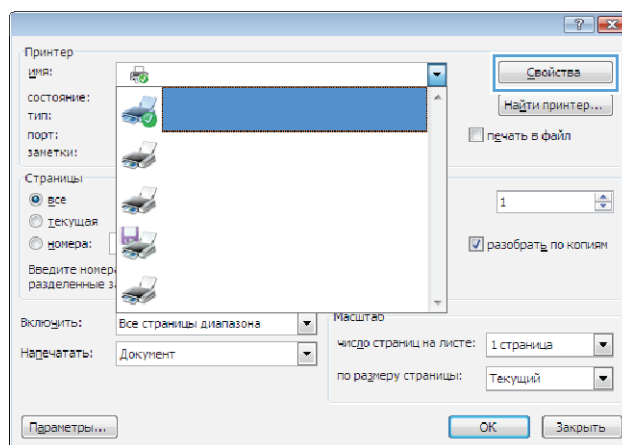 Принтер
имя:
Свойства
состояние:
Найти принтер...
тип:
порт:
печать в файл
заметки:
Страницы
все
1
текущая
номера:
разобрать по копиям
Введите номер
разделенные з
Включить:
Все страницы диапазона
Масштаб
число страниц на листе:
1 страница
Напечатать:
Документ
по размеру страницы:
Текущий
Параметры...
OK
Закрыть